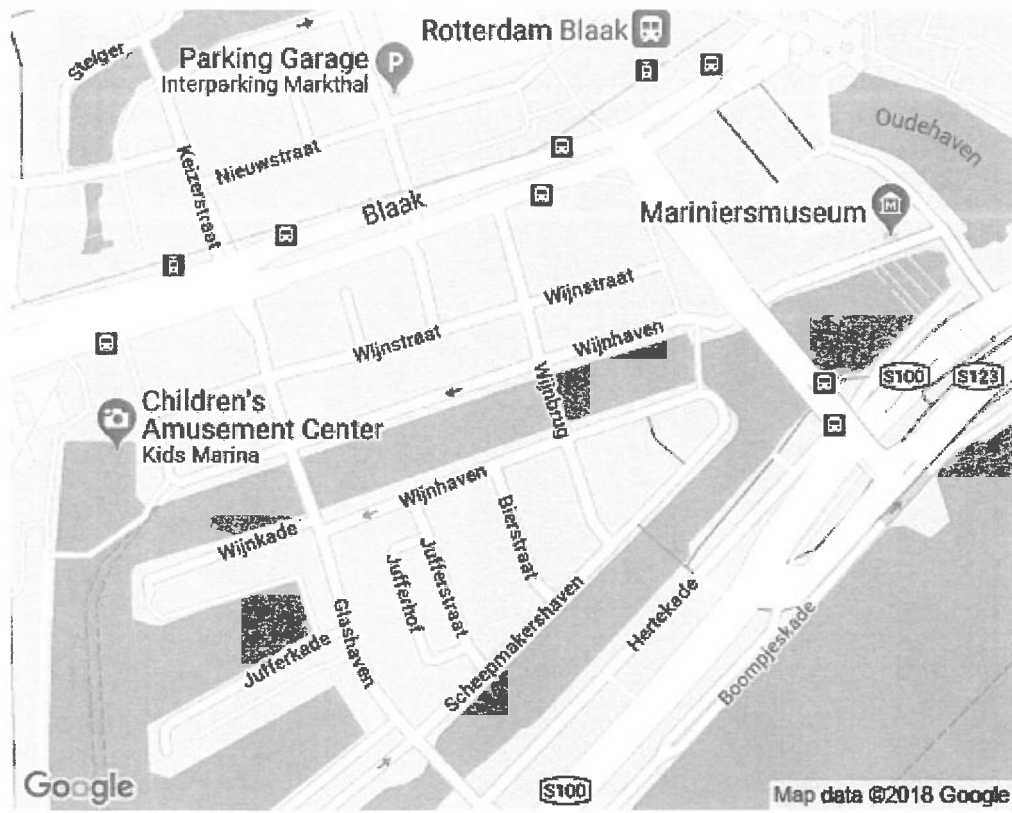 Rotterdam Blaak
Steiger
Parking Garage
Interparking Markthal
P
Oudehaven
Nieuwstraat
Keizerstraat
Blaak
Mariniersmuseum
M
Wijnstraat
Wijnstraat
Wijnhaven
S100
S123
Wijnbrug
Children's
Amusement Center
Kids Marina
Wijnhaven
Bierstraat
Wijnkade
Jufferstraat
Jufferhof
Glashaven
Hertekade
Jufferkade
Scheepmakershaven
Boompjeskade
Google
S100
Map data ©2018 Google